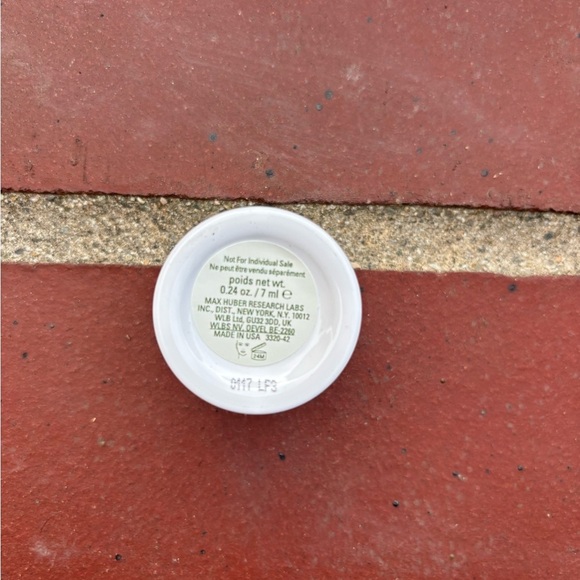 Not For Individual Sale
Ne peut être vendu séparément
poids net wt.
0.24 oz. / 7 ml ℮
MAX HUBER RESEARCH LABS
INC., DIST., NEW YORK, N.Y. 10012
WLB Ltd, GU32 3DD, UK
WLBS NV, OEVEL BE-2260
MADE IN USA 3320-42
24M
0117 LF3